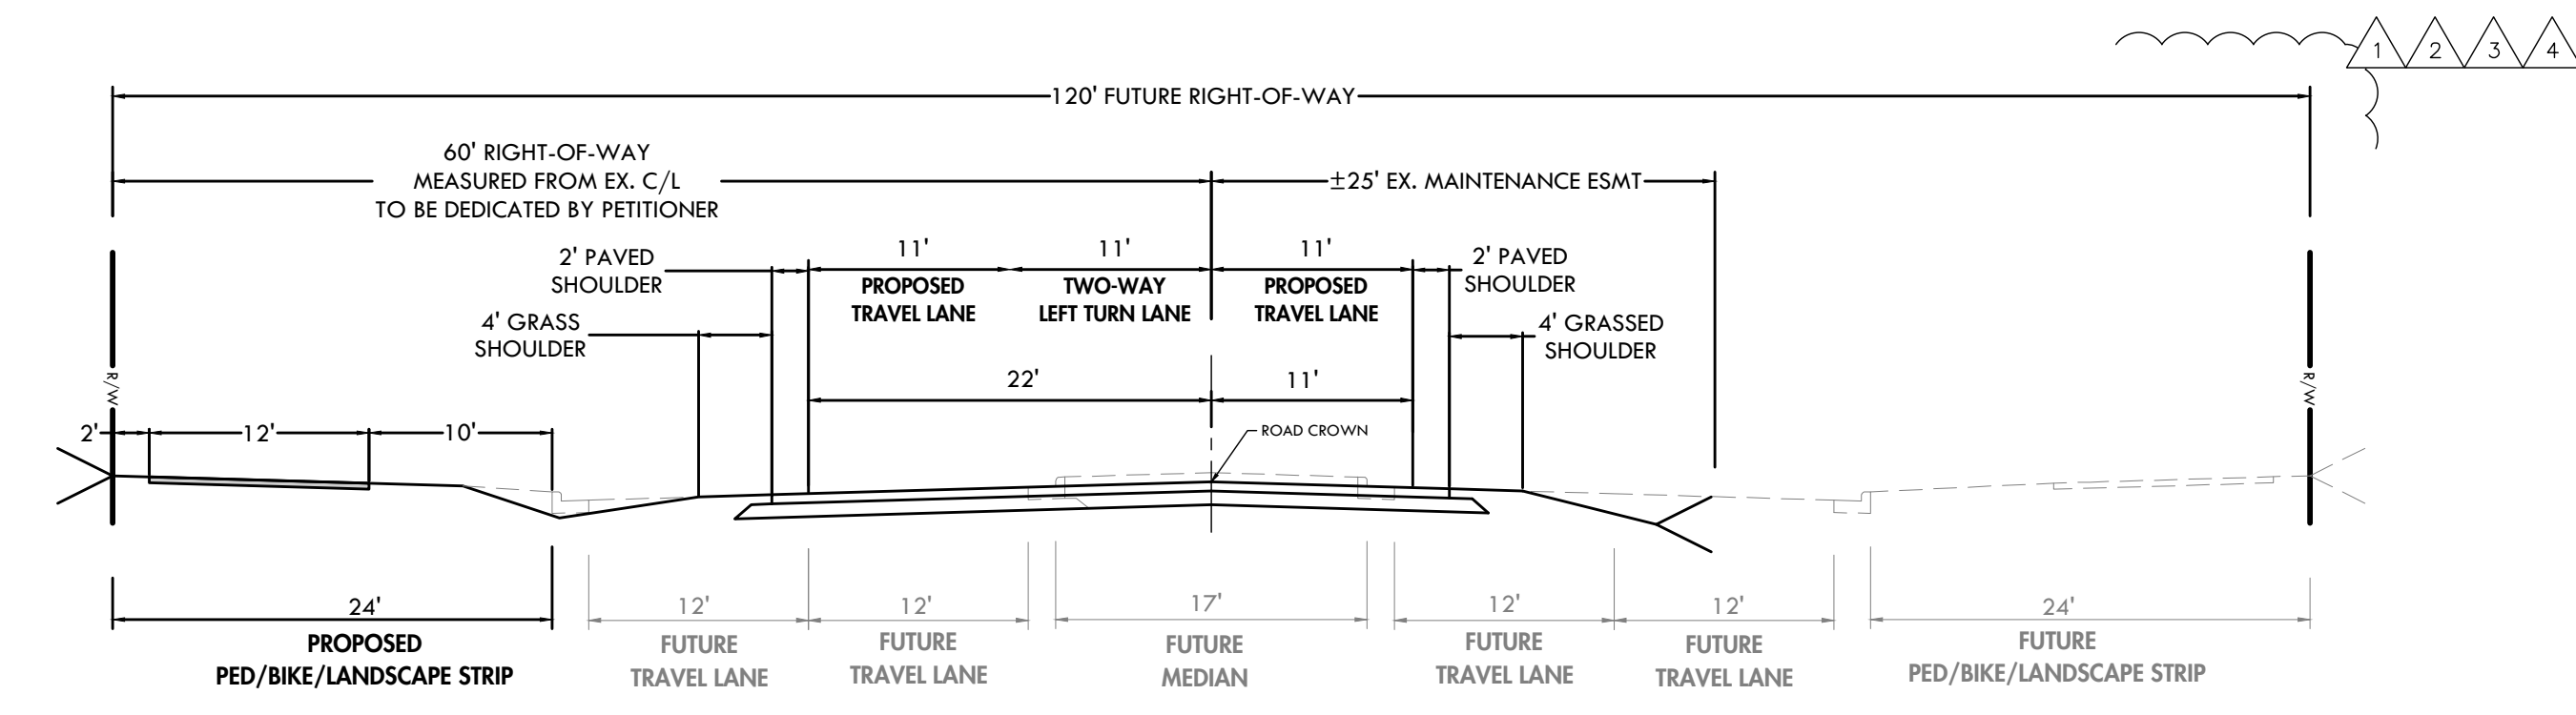 1 2 3 4
120' FUTURE RIGHT-OF-WAY
60' RIGHT-OF-WAY
MEASURED FROM EX. C/L
TO BE DEDICATED BY PETITIONER
±25' EX. MAINTENANCE ESMT
2' PAVED
SHOULDER
11'
PROPOSED
TRAVEL LANE
11'
TWO-WAY
LEFT TURN LANE
11'
PROPOSED
TRAVEL LANE
2' PAVED
SHOULDER
4' GRASS
SHOULDER
4' GRASSED
SHOULDER
22'
11'
R/W
R/W
2'
12'
10'
ROAD CROWN
24'
PROPOSED
PED/BIKE/LANDSCAPE STRIP
12'
FUTURE
TRAVEL LANE
12'
FUTURE
TRAVEL LANE
17'
FUTURE
MEDIAN
12'
FUTURE
TRAVEL LANE
12'
FUTURE
TRAVEL LANE
24'
FUTURE
PED/BIKE/LANDSCAPE STRIP